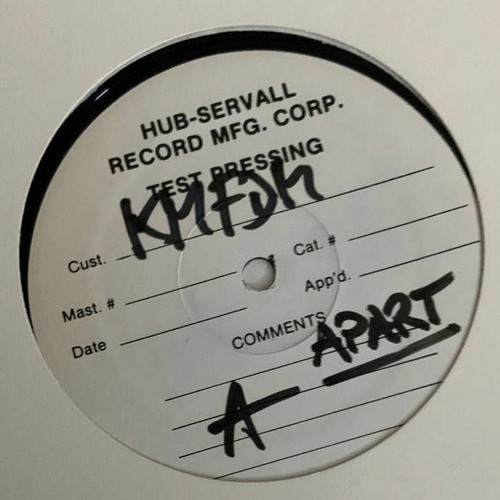 HUB-SERVALL
RECORD MFG. CORP.
TEST PRESSING
KMFDM
Cust.
Cat. #
Mast. #
App'd.
Date
COMMENTS
APART
A